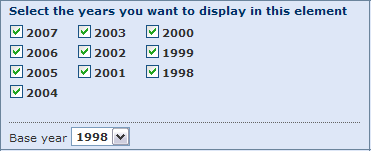 Select the years you want to display in this element
2007 2003 2000
2006 2002 1999
2005 2001 1998
2004
Base year 1998